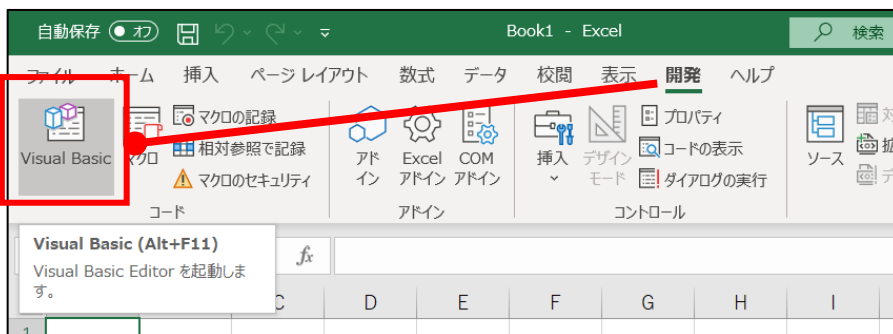 自動保存 オフ Book1 - Excel 検索
ファイル ホーム 挿入 ページ レイアウト 数式 データ 校閲 表示 開発 ヘルプ
Visual Basic
マクロ
マクロの記録
相対参照で記録
マクロのセキュリティ
コード
アド
イン
Excel
アドイン
COM
アドイン
アドイン
挿入
デザイン
モード
プロパティ
コードの表示
ダイアログの実行
コントロール
ソース
対
拡
デ
Visual Basic (Alt+F11)
Visual Basic Editor を起動しま
す。
fx
C D E F G H I
1